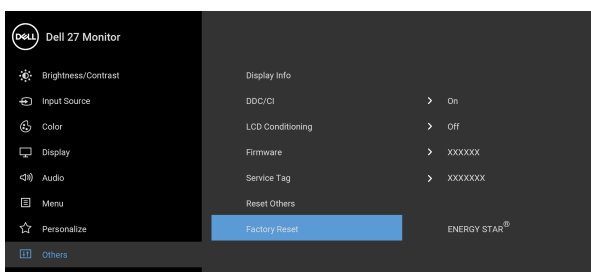 DELL Dell 27 Monitor
Brightness/Contrast Display Info
Input Source DDC/CI On
Color LCD Conditioning Off
Display Firmware XXXXXX
Audio Service Tag XXXXXXX
Menu Reset Others
Personalize Factory Reset ENERGY STAR®
Others